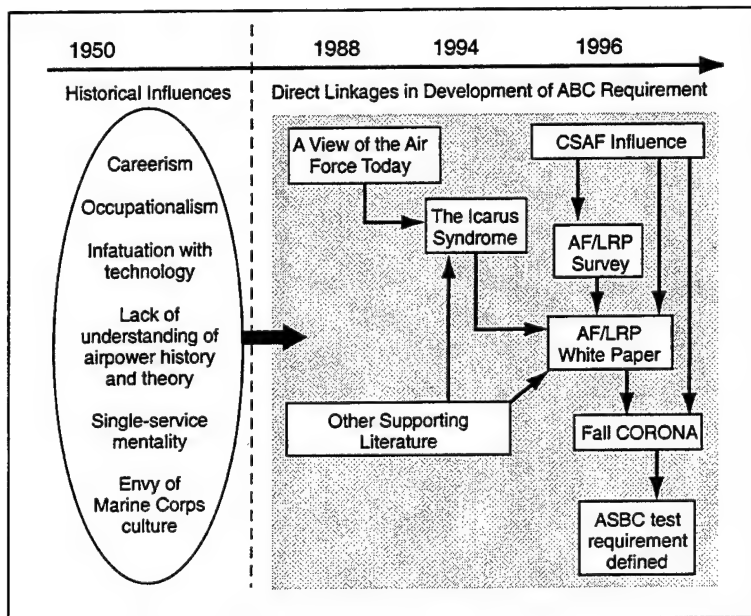 1950 1988 1994 1996
Historical Influences
Direct Linkages in Development of ABC Requirement
Careerism
Occupationalism
Infatuation with
technology
Lack of
understanding of
airpower history
and theory
Single-service
mentality
Envy of
Marine Corps
culture
A View of the Air
Force Today
The Icarus
Syndrome
Other Supporting
Literature
CSAF Influence
AF/LRP
Survey
AF/LRP
White Paper
Fall CORONA
ASBC test
requirement
defined